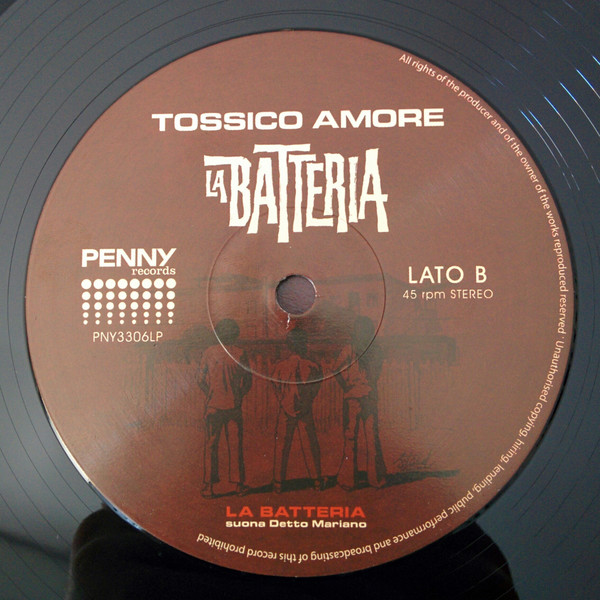 All rights of the producer and of the owner of the works reproduced reserved ' Unauthorised copying, hiring, lending, public performance and broadcasting of this record prohibited
TOSSICO AMORE
LA BATTERIA
PENNY
records
LATO B
45 rpm STEREO
PNY3306LP
LA BATTERIA
suona Detto Mariano